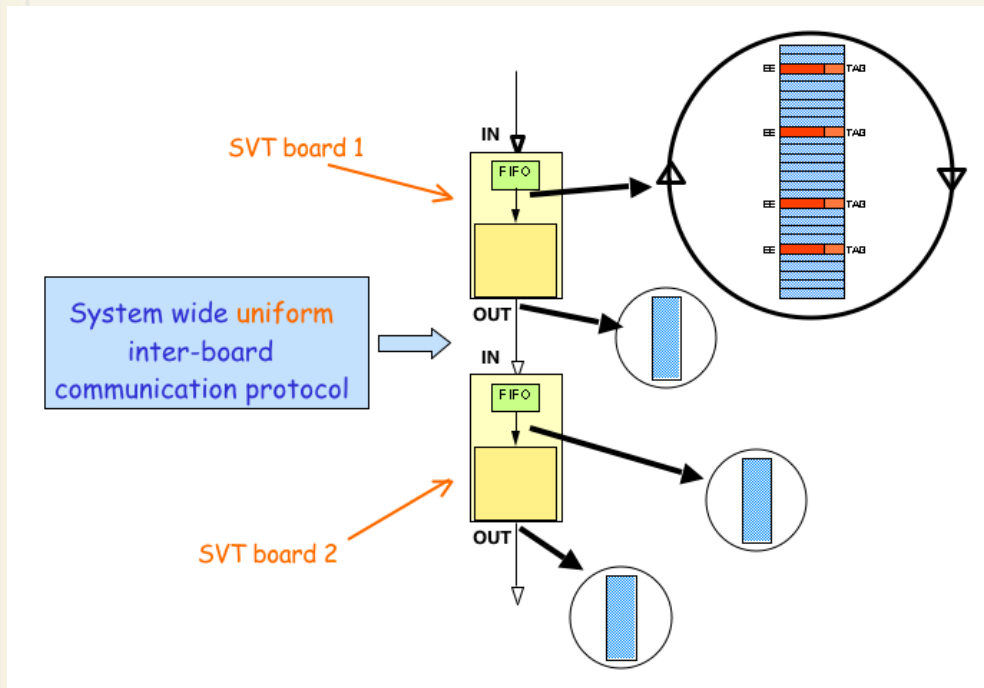 EE TAG
IN
EE TAG
SVT board 1
FIFO
EE TAG
EE TAG
System wide uniform
inter-board
communication protocol
OUT
IN
FIFO
OUT
SVT board 2